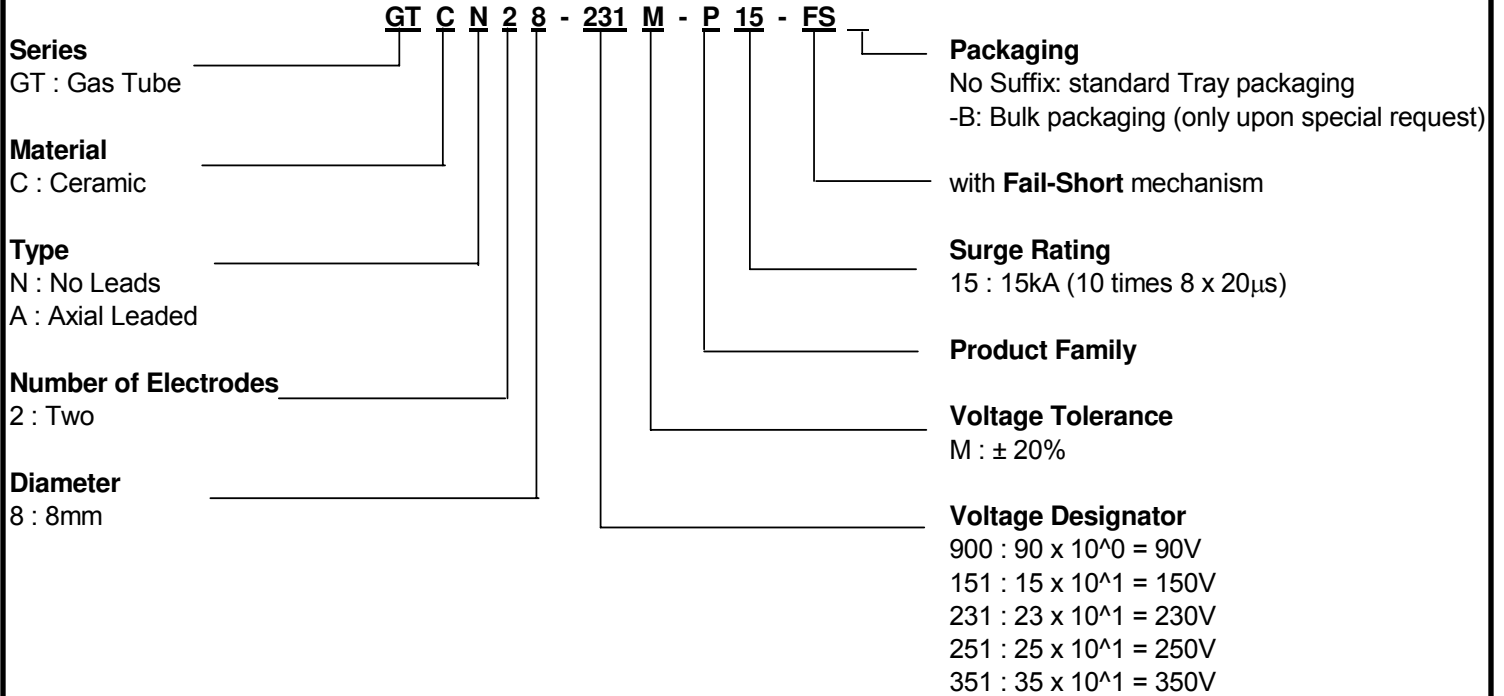 GT C N 2 8 - 231 M - P 15 - FS _
Series
GT : Gas Tube
Material
C : Ceramic
Type
N : No Leads
A : Axial Leaded
Number of Electrodes
2 : Two
Diameter
8 : 8mm
Packaging
No Suffix: standard Tray packaging
-B: Bulk packaging (only upon special request)
with Fail-Short mechanism
Surge Rating
15 : 15kA (10 times 8 x 20μs)
Product Family
Voltage Tolerance
M : ± 20%
Voltage Designator
900 : 90 x 10^0 = 90V
151 : 15 x 10^1 = 150V
231 : 23 x 10^1 = 230V
251 : 25 x 10^1 = 250V
351 : 35 x 10^1 = 350V